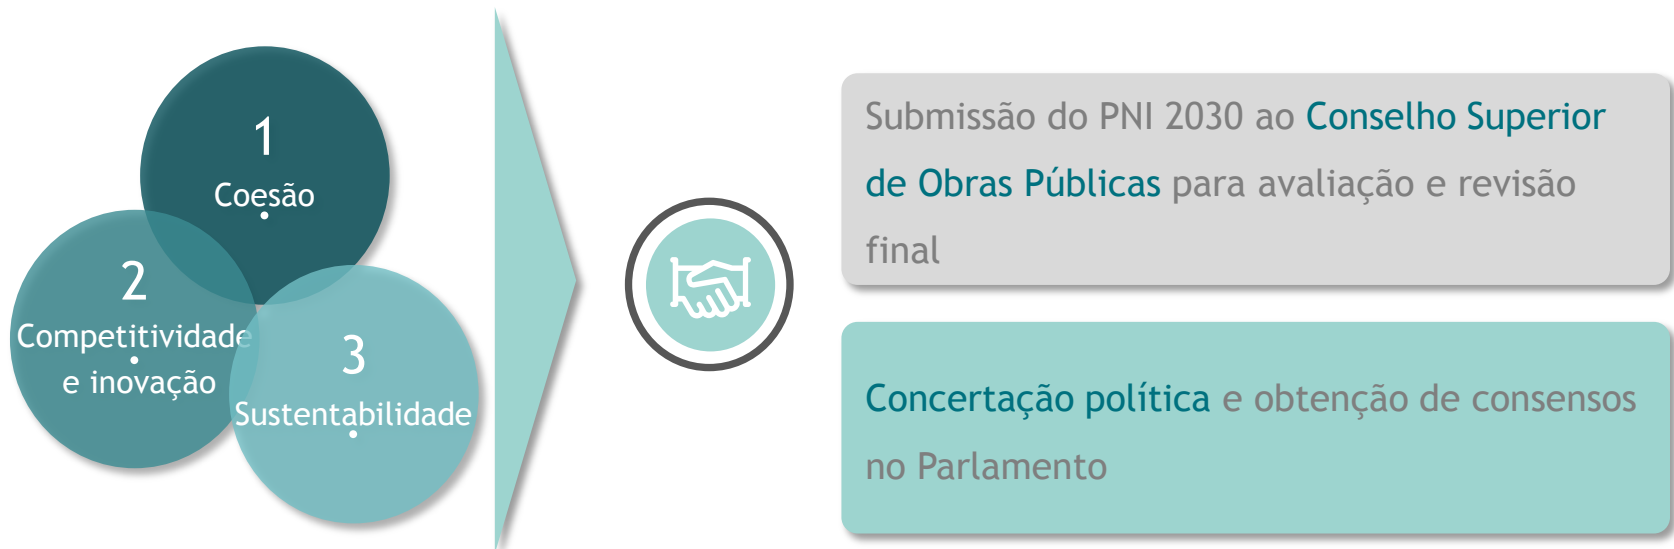 1
Coesão
2
Competitividade
e inovação
3
Sustentabilidade
Submissão do PNI 2030 ao Conselho Superior
de Obras Públicas para avaliação e revisão
final
Concertação política e obtenção de consensos
no Parlamento